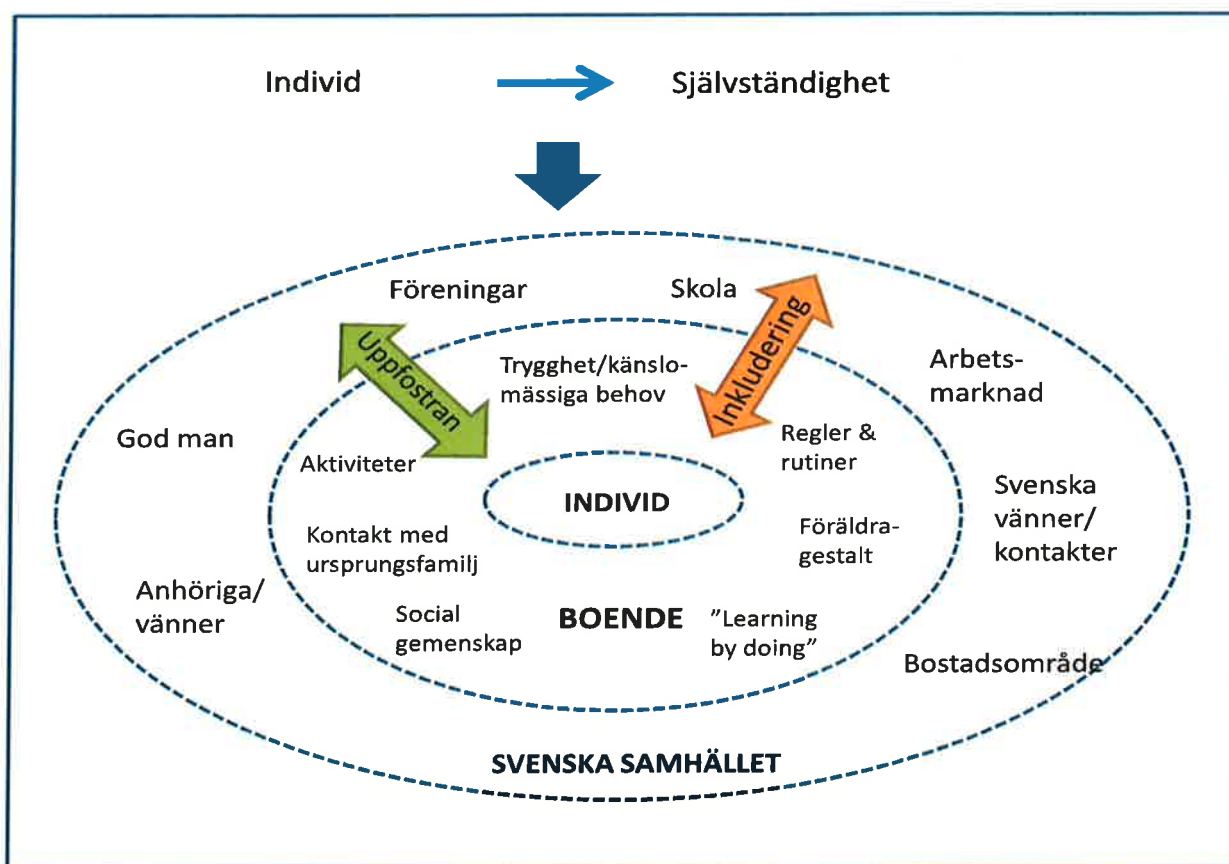 Individ
Självständighet
Föreningar
Skola
Uppfostran
Inkludering
Trygghet/känslo-
mässiga behov
Arbets-
marknad
God man
Aktiviteter
Regler &
rutiner
INDIVID
Svenska
vänner/
kontakter
Kontakt med
ursprungsfamilj
Föräldra-
gestalt
Anhöriga/
vänner
Social
gemenskap
BOENDE
”Learning
by doing”
Bostadsområde
SVENSKA SAMHÄLLET